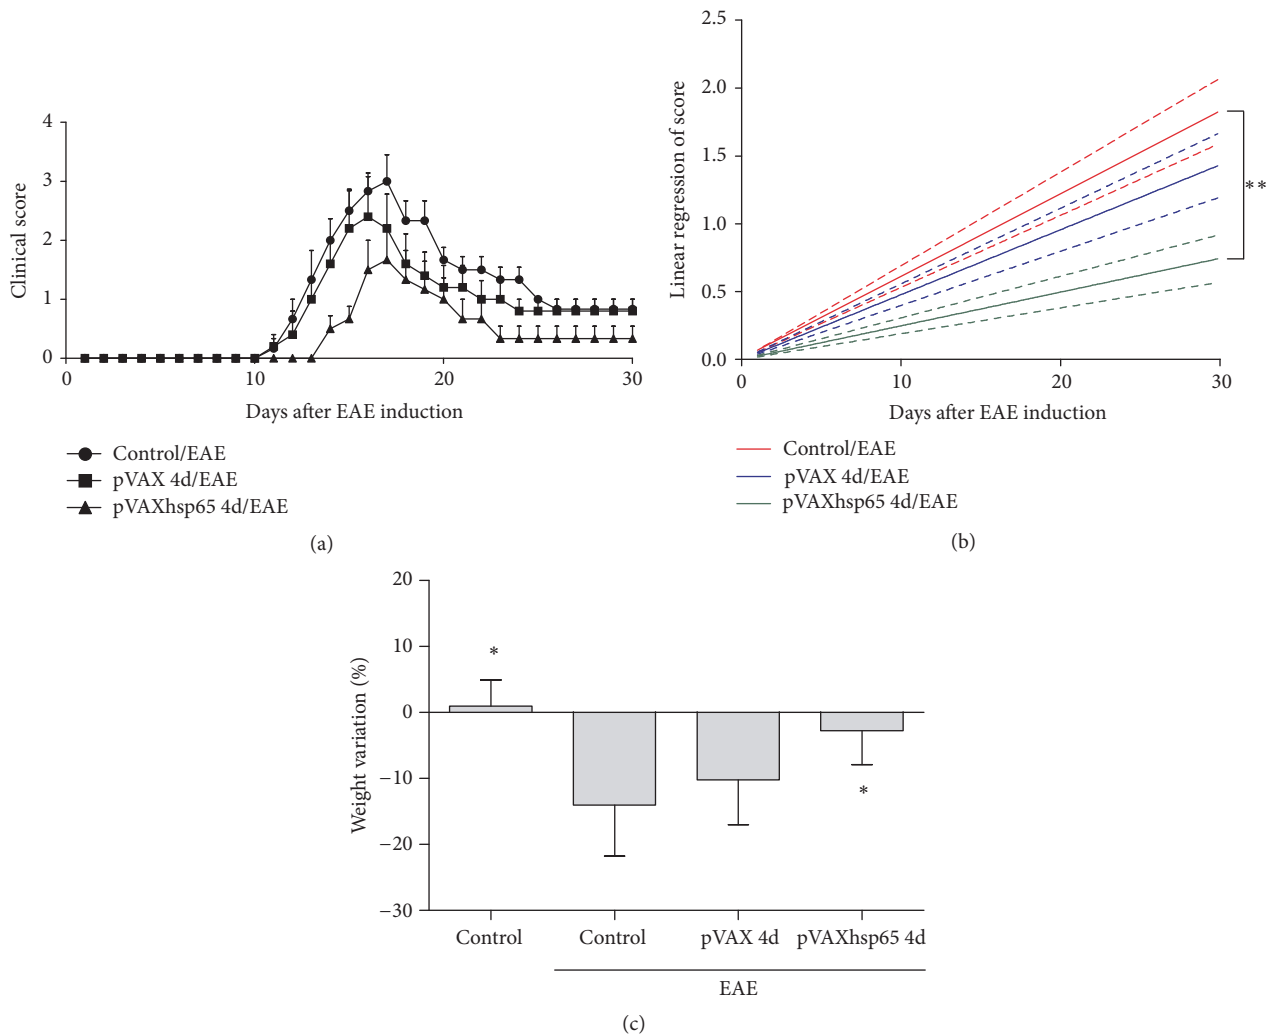 Clinical score
4
3
2
1
0
0
10
20
30
Days after EAE induction
Control/EAE
pVAX 4d/EAE
pVAXhsp65 4d/EAE
(a)
Linear regression of score
2.5
2.0
1.5
1.0
0.5
0.0
0
10
20
30
**
Days after EAE induction
Control/EAE
pVAX 4d/EAE
pVAXhsp65 4d/EAE
(b)
Weight variation (%)
20
10
0
−10
−20
−30
*
*
Control
Control
pVAX 4d
pVAXhsp65 4d
EAE
(c)